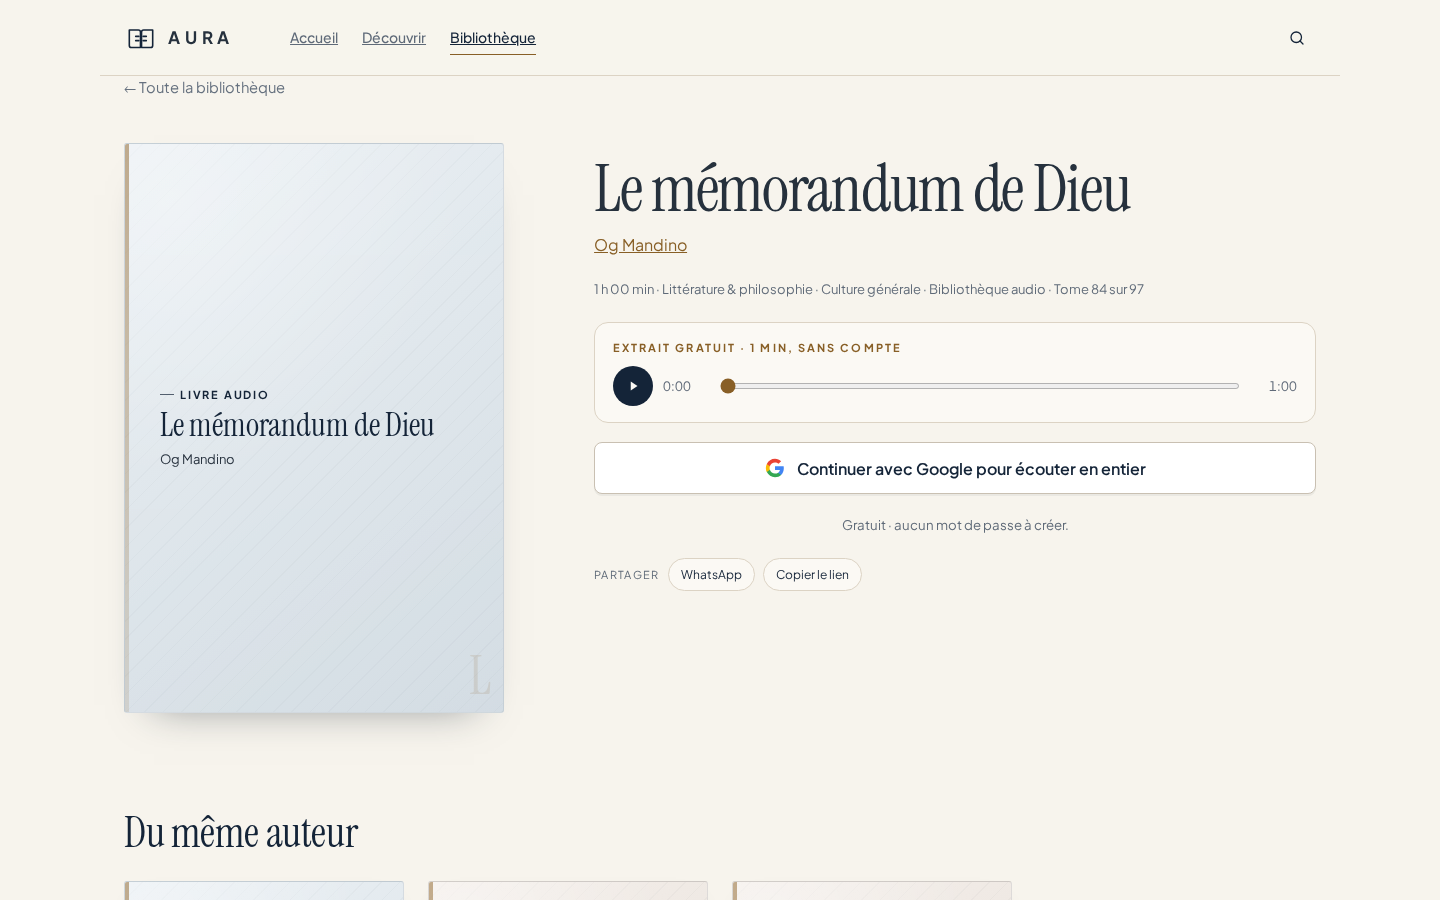 AURA
Accueil
Découvrir
Bibliothèque
← Toute la bibliothèque
— LIVRE AUDIO
Le mémorandum de Dieu
Og Mandino
L
Le mémorandum de Dieu
Og Mandino
1 h 00 min · Littérature & philosophie · Culture générale · Bibliothèque audio · Tome 84 sur 97
EXTRAIT GRATUIT · 1 MIN, SANS COMPTE
0:00
1:00
Continuer avec Google pour écouter en entier
Gratuit · aucun mot de passe à créer.
PARTAGER
WhatsApp
Copier le lien
Du même auteur